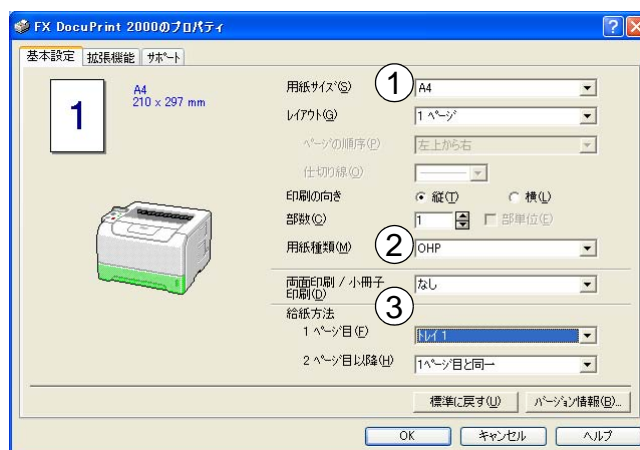 FX DocuPrint 2000のプロパティ
基本設定 拡張機能 サポート
1
A4
210 x 297 mm
用紙サイズ(S) ① A4
レイアウト(G) 1 ページ
ページの順序(P) 左上から右
仕切り線(O)
印刷の向き 縦(T) 横(L)
部数(C) 1 部単位(E)
用紙種類(M) ② OHP
両面印刷 / 小冊子
印刷(D) なし
給紙方法 ③
1 ページ目(F) トレイ1
2 ページ目以降(H) 1ページ目と同一
標準に戻す(U) バージョン情報(B)...
OK キャンセル ヘルプ